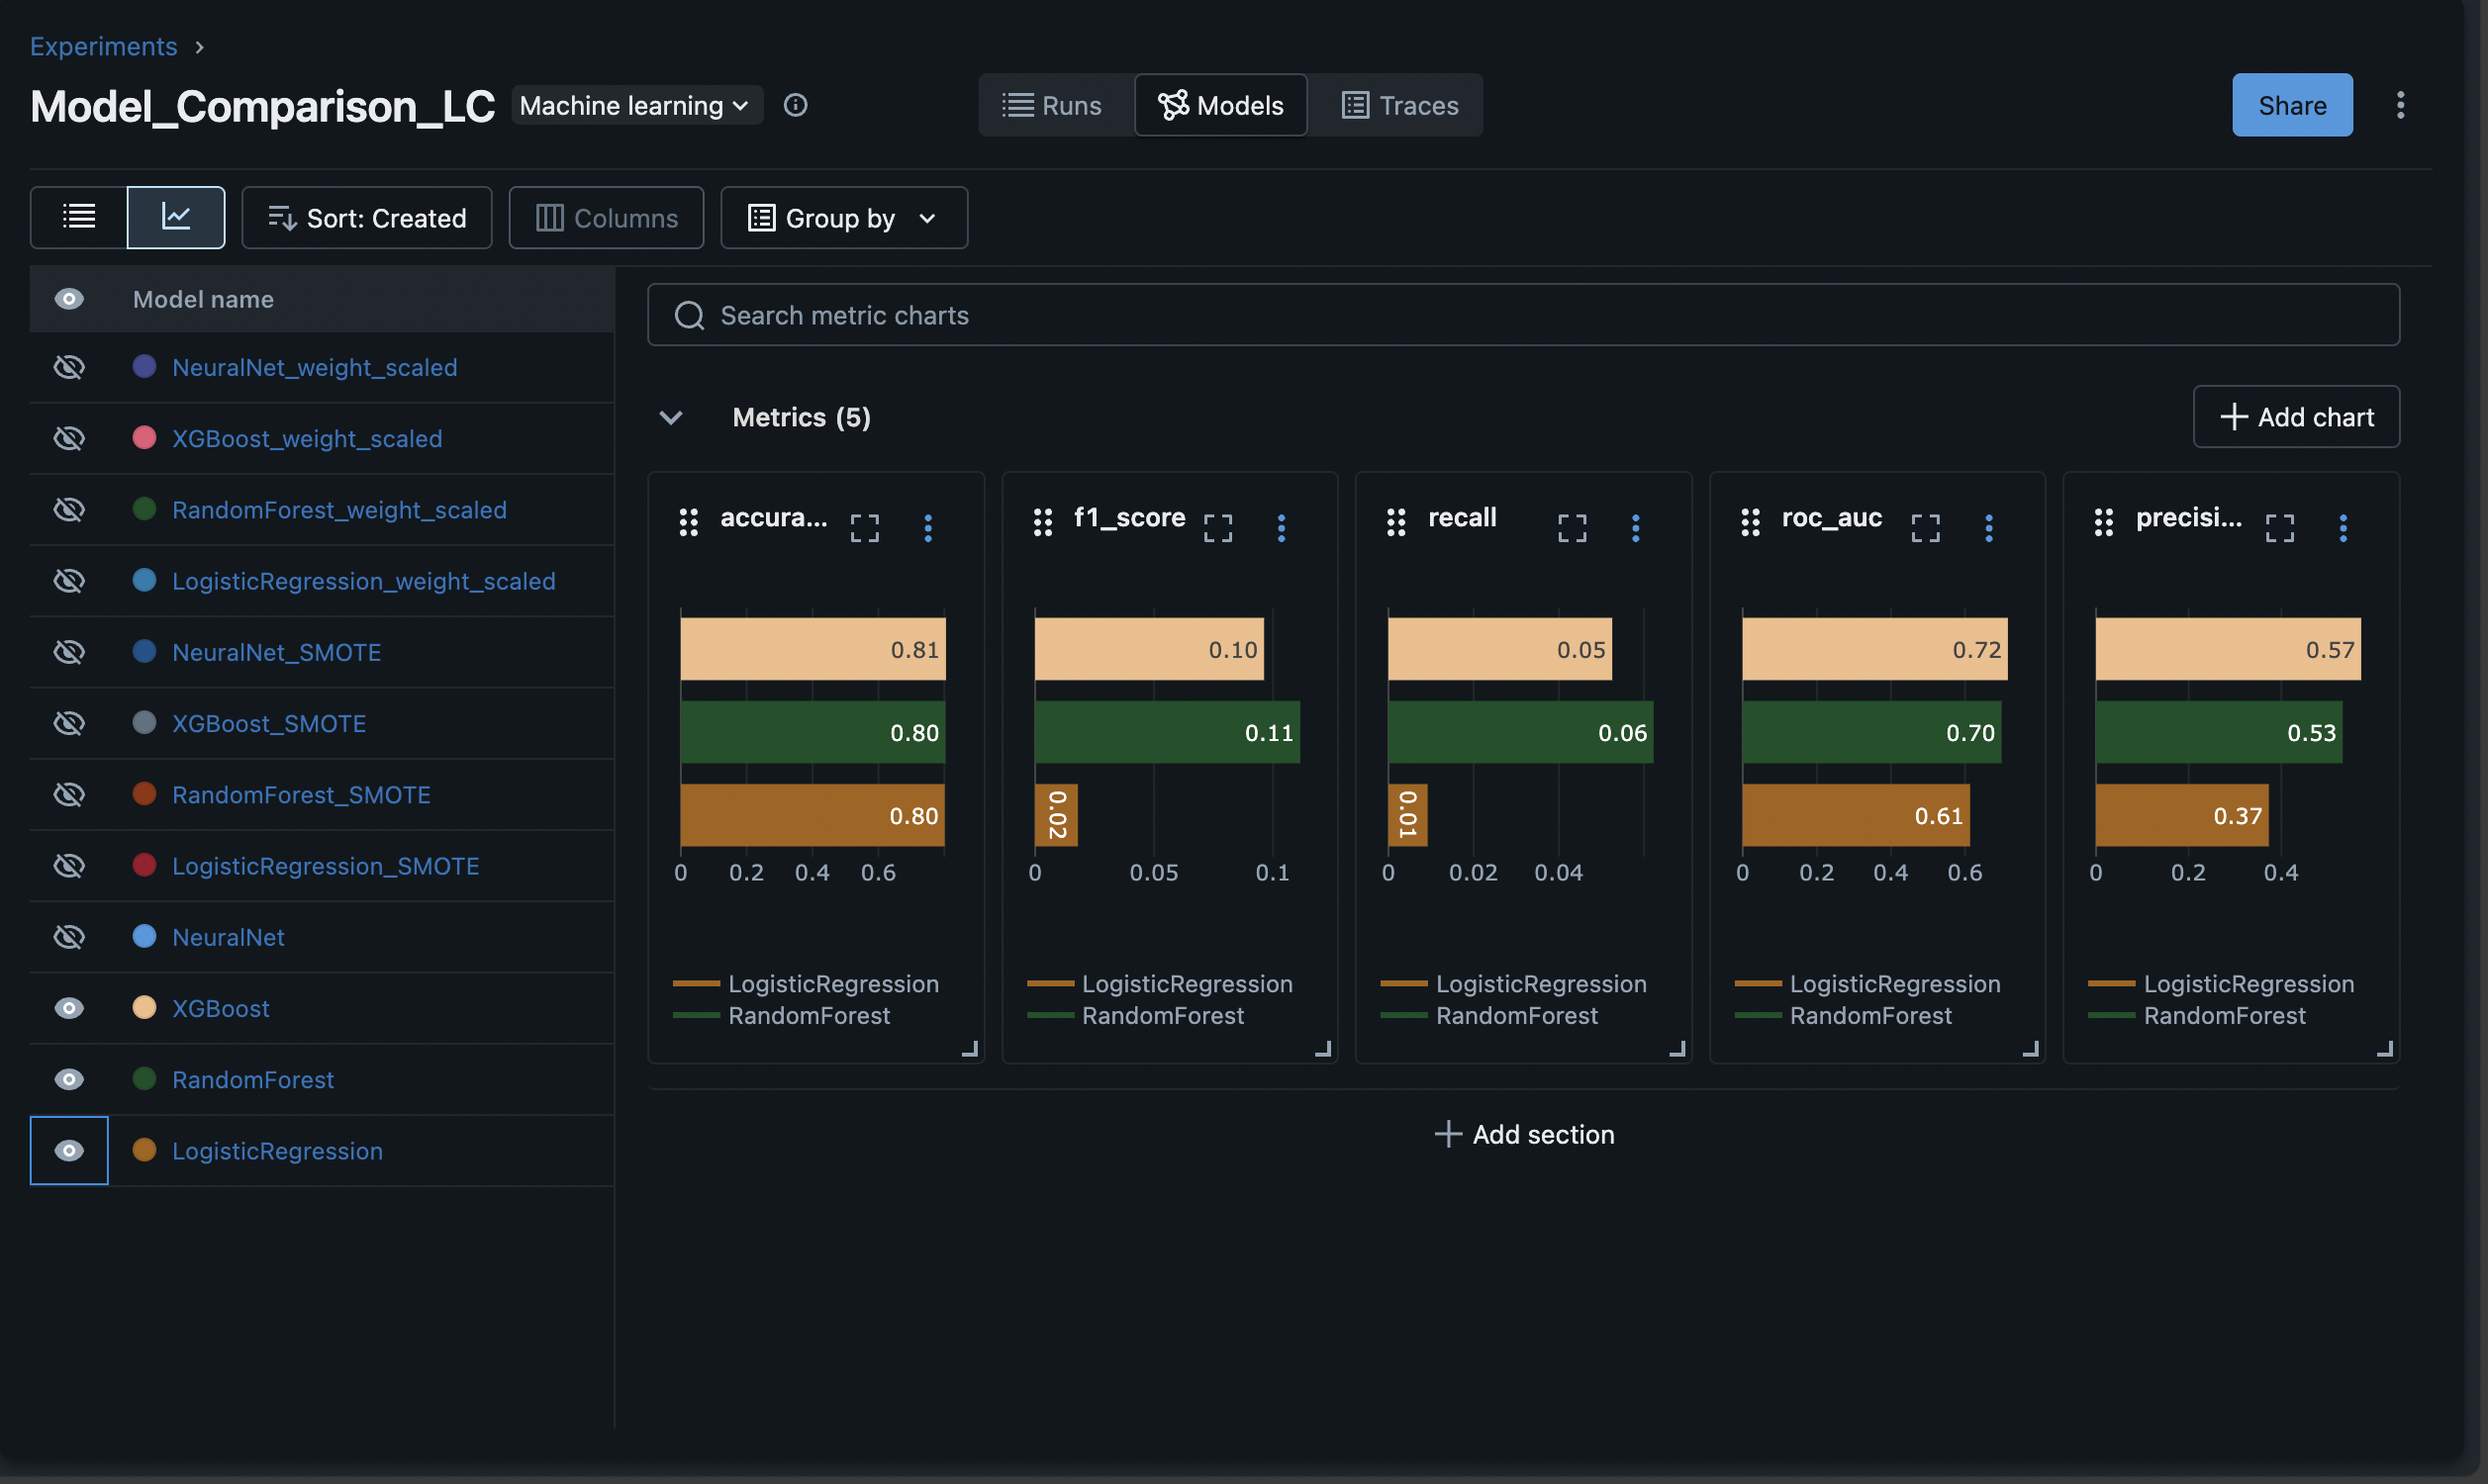 Experiments
Model_Comparison_LC Machine learning
Runs Models Traces
Share
Sort: Created Columns Group by
Model name
NeuralNet_weight_scaled
XGBoost_weight_scaled
RandomForest_weight_scaled
LogisticRegression_weight_scaled
NeuralNet_SMOTE
XGBoost_SMOTE
RandomForest_SMOTE
LogisticRegression_SMOTE
NeuralNet
XGBoost
RandomForest
LogisticRegression
Search metric charts
Metrics (5)
Add chart
accura...
0.81
0.80
0.80
0 0.2 0.4 0.6
LogisticRegression
RandomForest
f1_score
0.10
0.11
0.02
0 0.05 0.1
LogisticRegression
RandomForest
recall
0.05
0.06
0.01
0 0.02 0.04
LogisticRegression
RandomForest
roc_auc
0.72
0.70
0.61
0 0.2 0.4 0.6
LogisticRegression
RandomForest
precisi...
0.57
0.53
0.37
0 0.2 0.4
LogisticRegression
RandomForest
Add section